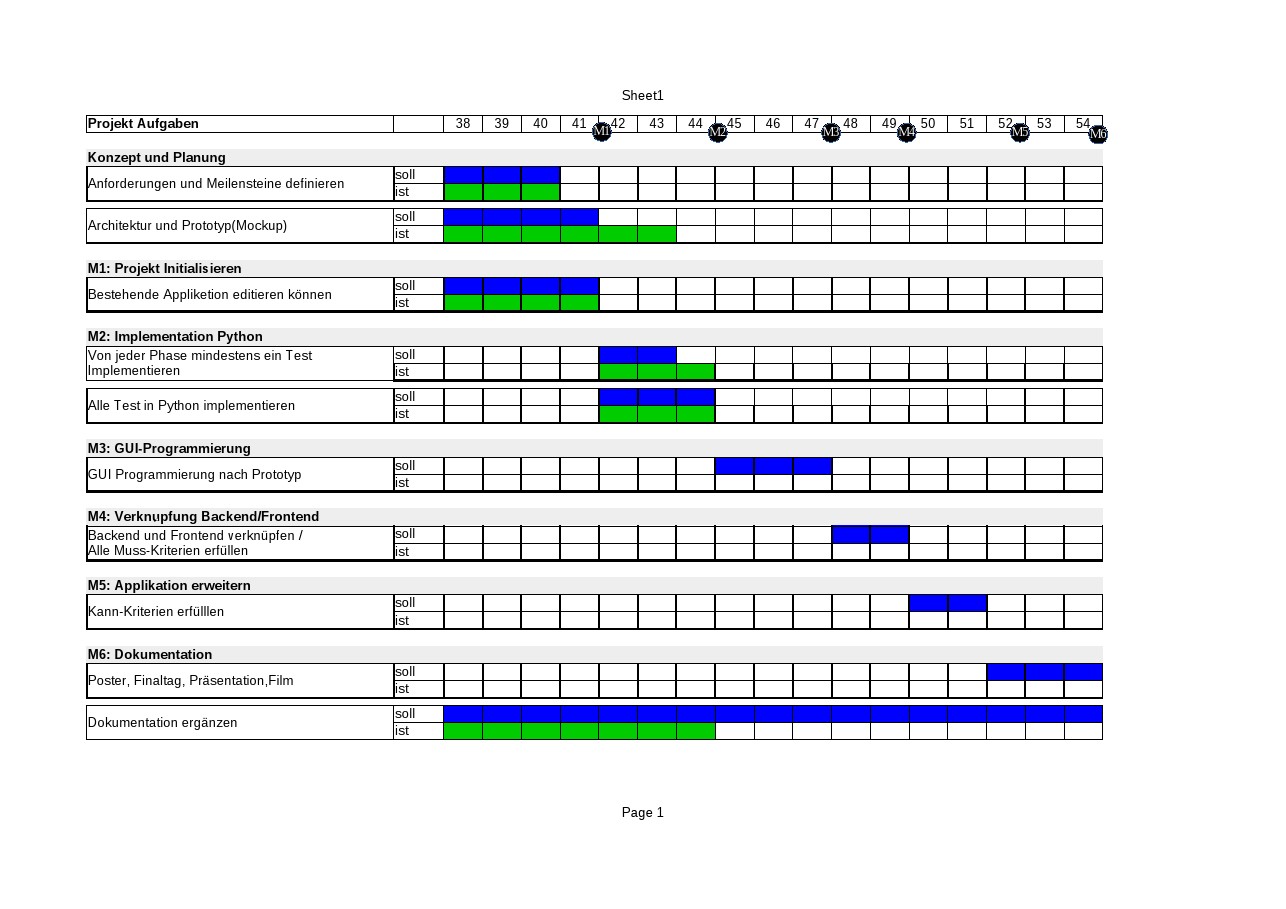 Sheet1
Projekt Aufgaben 38 39 40 41 M1 42 43 44 M2 45 46 47 M3 48 49 M4 50 51 52 M5 53 54 M6
Konzept und Planung
Anforderungen und Meilensteine definieren
soll
ist
Architektur und Prototyp(Mockup)
soll
ist
M1: Projekt Initialisieren
Bestehende Appliketion editieren können
soll
ist
M2: Implementation Python
Von jeder Phase mindestens ein Test
Implementieren
soll
ist
Alle Test in Python implementieren
soll
ist
M3: GUI-Programmierung
GUI Programmierung nach Prototyp
soll
ist
M4: Verknüpfung Backend/Frontend
Backend und Frontend verknüpfen /
Alle Muss-Kriterien erfüllen
soll
ist
M5: Applikation erweitern
Kann-Kriterien erfülllen
soll
ist
M6: Dokumentation
Poster, Finaltag, Präsentation,Film
soll
ist
Dokumentation ergänzen
soll
ist
Page 1